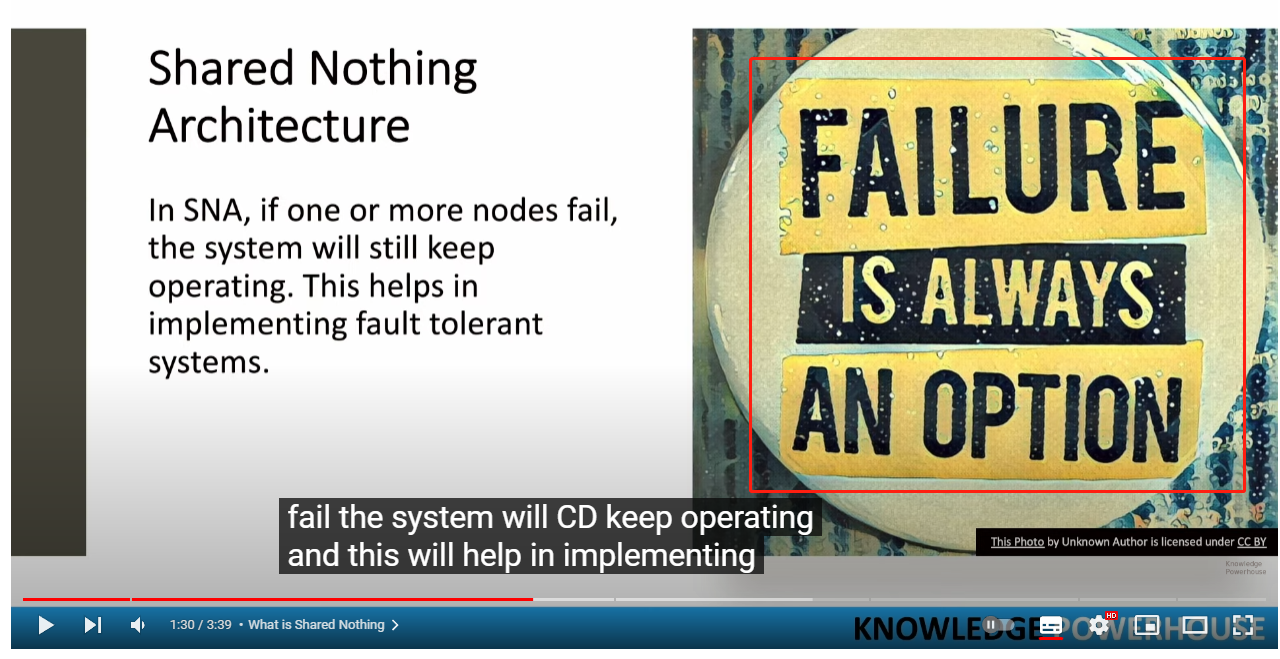 Shared Nothing
Architecture
In SNA, if one or more nodes fail,
the system will still keep
operating. This helps in
implementing fault tolerant
systems.
FAILURE
IS ALWAYS
AN OPTION
fail the system will CD keep operating
and this will help in implementing
This Photo by Unknown Author is licensed under CC BY
Knowledge
Powerhouse
1:30 / 3:39 • What is Shared Nothing
HD
KNOWLEDGE POWERHOUSE